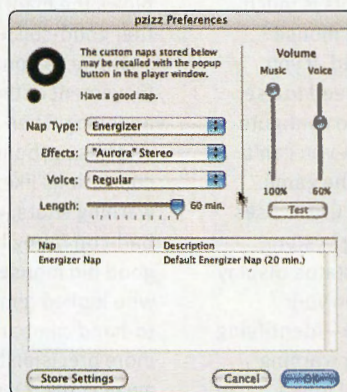 pzizz Preferences
The custom naps stored below
may be recalled with the popup
button in the player window.
Have a good nap.
Nap Type: Energizer
Effects: "Aurora" Stereo
Voice: Regular
Length: 60 min.
Volume
Music Voice
100% 60%
Test
Nap Description
Energizer Nap Default Energizer Nap (20 min.)
Store Settings Cancel OK